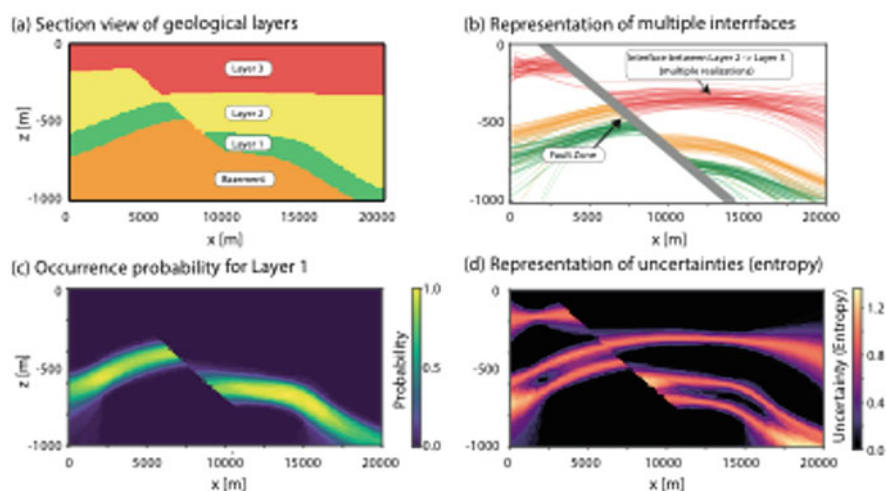 (a) Section view of geological layers
(b) Representation of multiple interrfaces
0
Layer 3
Layer 2
Layer 1
Basement
-500
-1000
z [m]
0 5000 10000 15000 20000
x [m]
0
Interface between Layer 2 -> Layer 3
(multiple realizations)
Fault Zone
-500
-1000
0 5000 10000 15000 20000
x [m]
(c) Occurrence probability for Layer 1
(d) Representation of uncertainties (entropy)
0
-500
-1000
z [m]
0 5000 10000 15000 20000
x [m]
1.0
0.5
0.0
Probability
0
-500
-1000
0 5000 10000 15000 20000
x [m]
1.2
0.8
0.4
0.0
Uncertainty (Entropy)